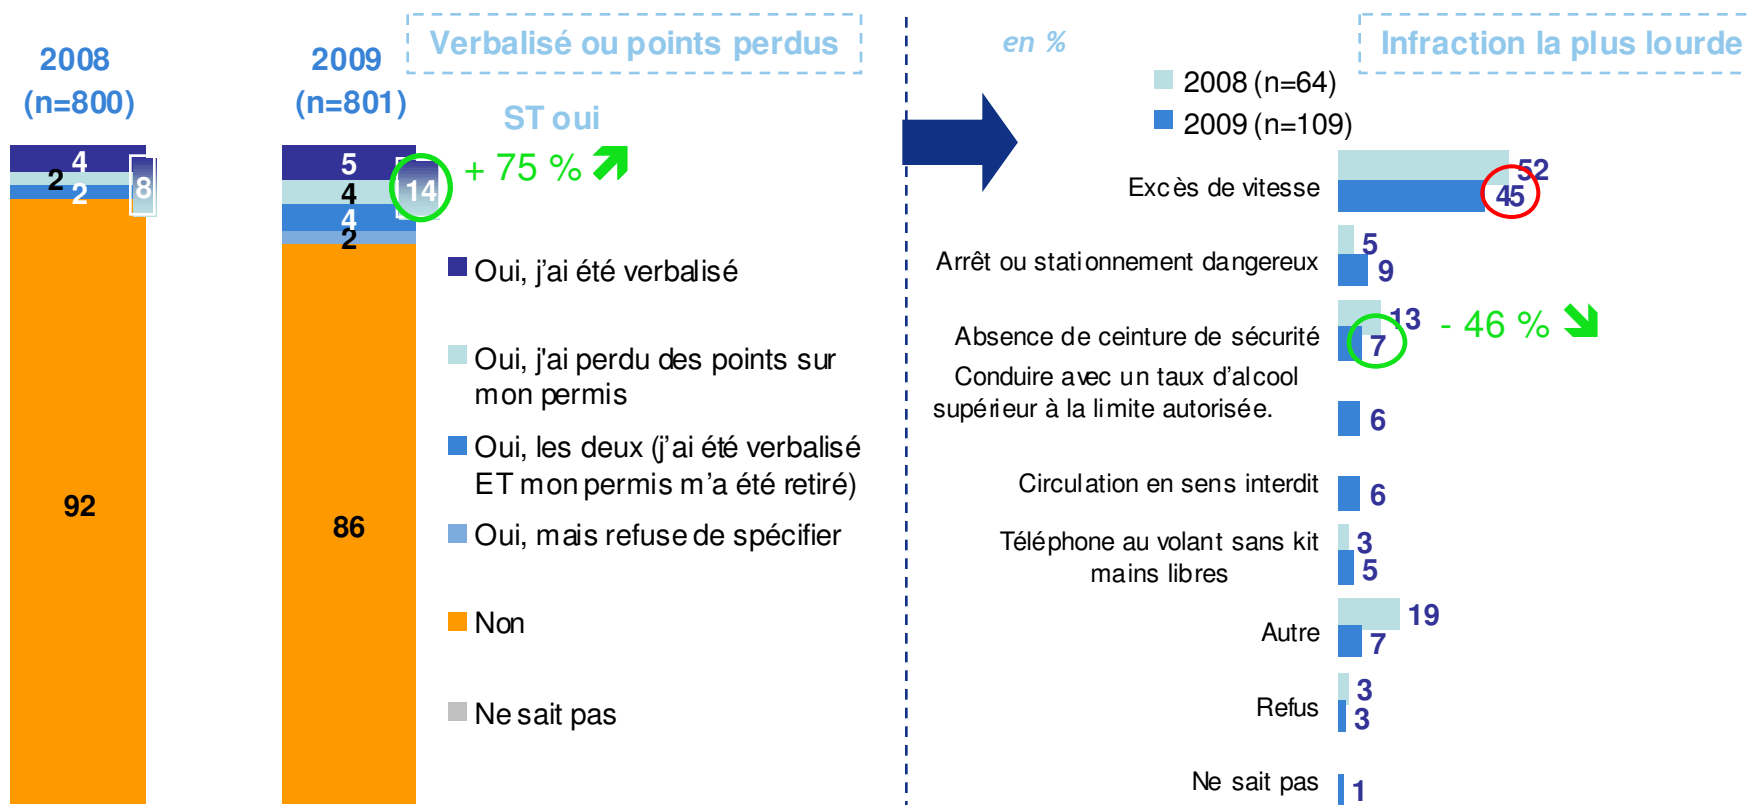 Verbalisé ou points perdus
2008
(n=800)
2009
(n=801)
ST oui
+ 75 %
4
2
2
8
92
5
4
4
2
14
86
Oui, j'ai été verbalisé
Oui, j'ai perdu des points sur
mon permis
Oui, les deux (j'ai été verbalisé
ET mon permis m'a été retiré)
Oui, mais refuse de spécifier
Non
Ne sait pas
en %
Infraction la plus lourde
2008 (n=64)
2009 (n=109)
Excès de vitesse
52
45
Arrêt ou stationnement dangereux
5
9
Absence de ceinture de sécurité
13
7
- 46 %
Conduire avec un taux d'alcool
supérieur à la limite autorisée.
6
Circulation en sens interdit
6
Téléphone au volant sans kit
mains libres
3
5
Autre
19
7
Refus
3
3
Ne sait pas
1